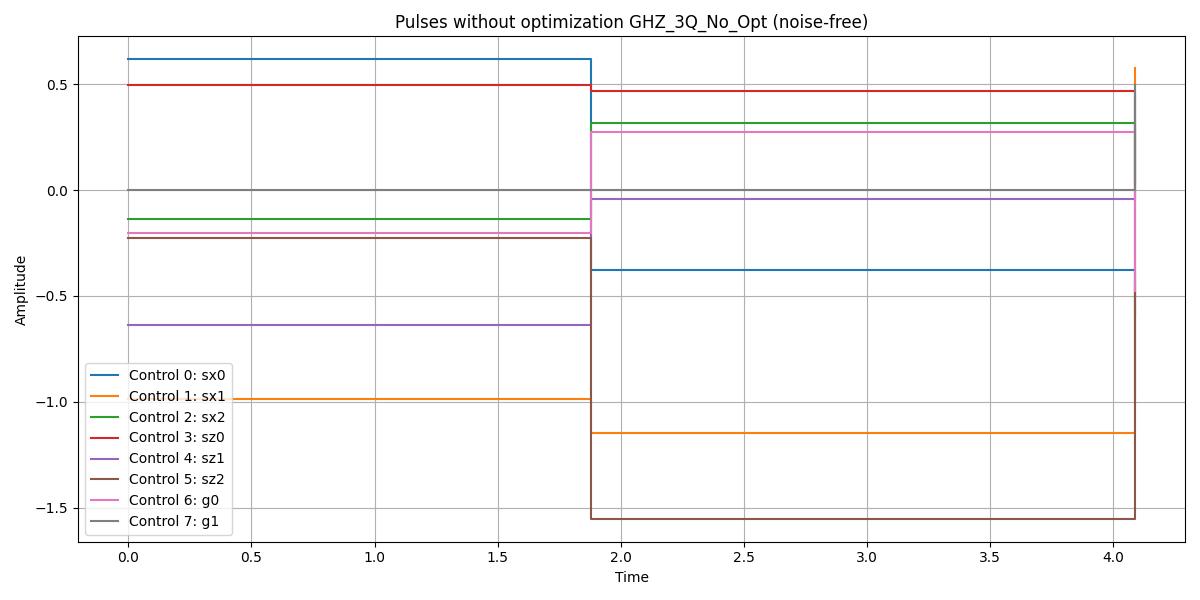 Pulses without optimization GHZ_3Q_No_Opt (noise-free)
Amplitude
0.5
0.0
−0.5
−1.0
−1.5
Control 0: sx0
Control 1: sx1
Control 2: sx2
Control 3: sz0
Control 4: sz1
Control 5: sz2
Control 6: g0
Control 7: g1
0.0 0.5 1.0 1.5 2.0 2.5 3.0 3.5 4.0
Time